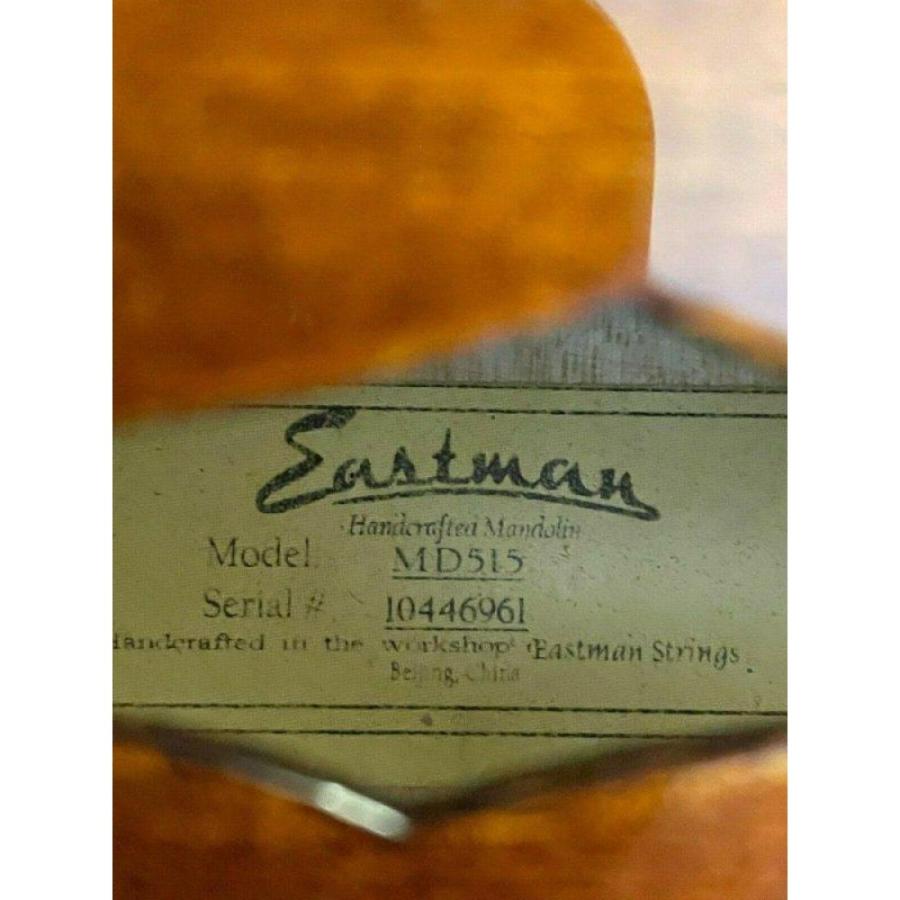 Eastman
Handcrafted Mandolin
Model MD515
Serial # 10446961
Handcrafted in the workshop Eastman Strings
Beijing, China